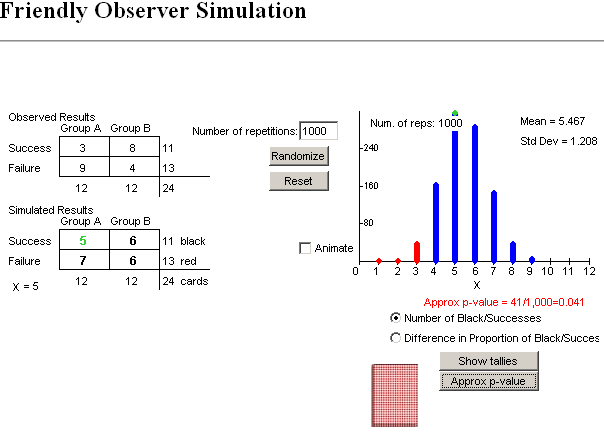 Friendly Observer Simulation
Observed Results
Group A Group B
Success 3 8 11
Failure 9 4 13
12 12 24
Simulated Results
Group A Group B
Success 5 6 11 black
Failure 7 6 13 red
X = 5 12 12 24 cards
Number of repetitions: 1000
Randomize
Reset
Animate
Num. of reps: 1000
Mean = 5.467
Std Dev = 1.208
240
160
80
0 1 2 3 4 5 6 7 8 9 10 11 12
X
Approx p-value = 41/1,000=0.041
Number of Black/Successes
Difference in Proportion of Black/Succes
Show tallies
Approx p-value